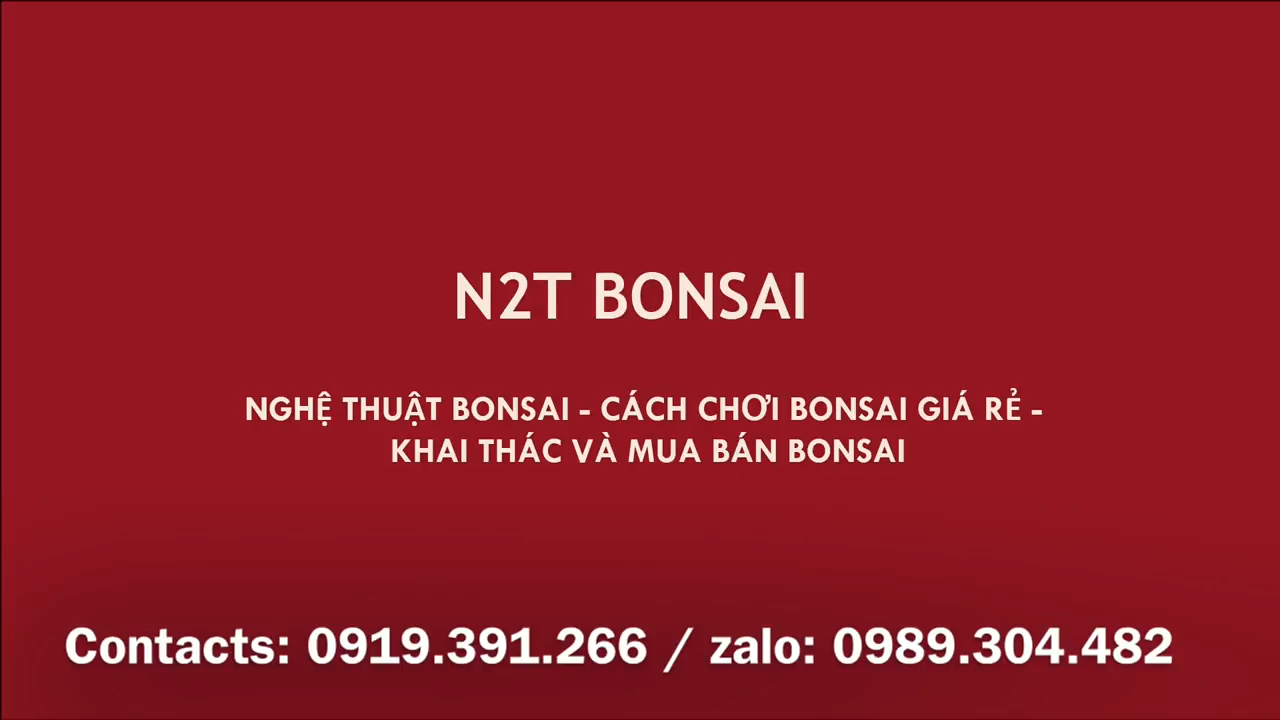 N2T BONSAI
NGHỆ THUẬT BONSAI - CÁCH CHƠI BONSAI GIÁ RẺ -
KHAI THÁC VÀ MUA BÁN BONSAI
Contacts: 0919.391.266 / zalo: 0989.304.482